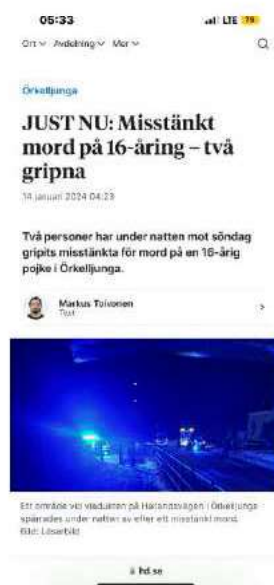 05:33
LTE 76
Ort Avdelning Mer
Örkelljunga
JUST NU: Misstänkt
mord på 16-åring – två
gripna
14 januari 2024 04:23
Två personer har under natten mot söndag
gripits misstänkta för mord på en 16-årig
pojke i Örkelljunga.
Markus Toivonen
Text
Ett område vid viadukten på Hallandsvägen i Örkelljunga
spärrades under natten av efter ett misstänkt mord.
Bild: Läsarbild
hd.se